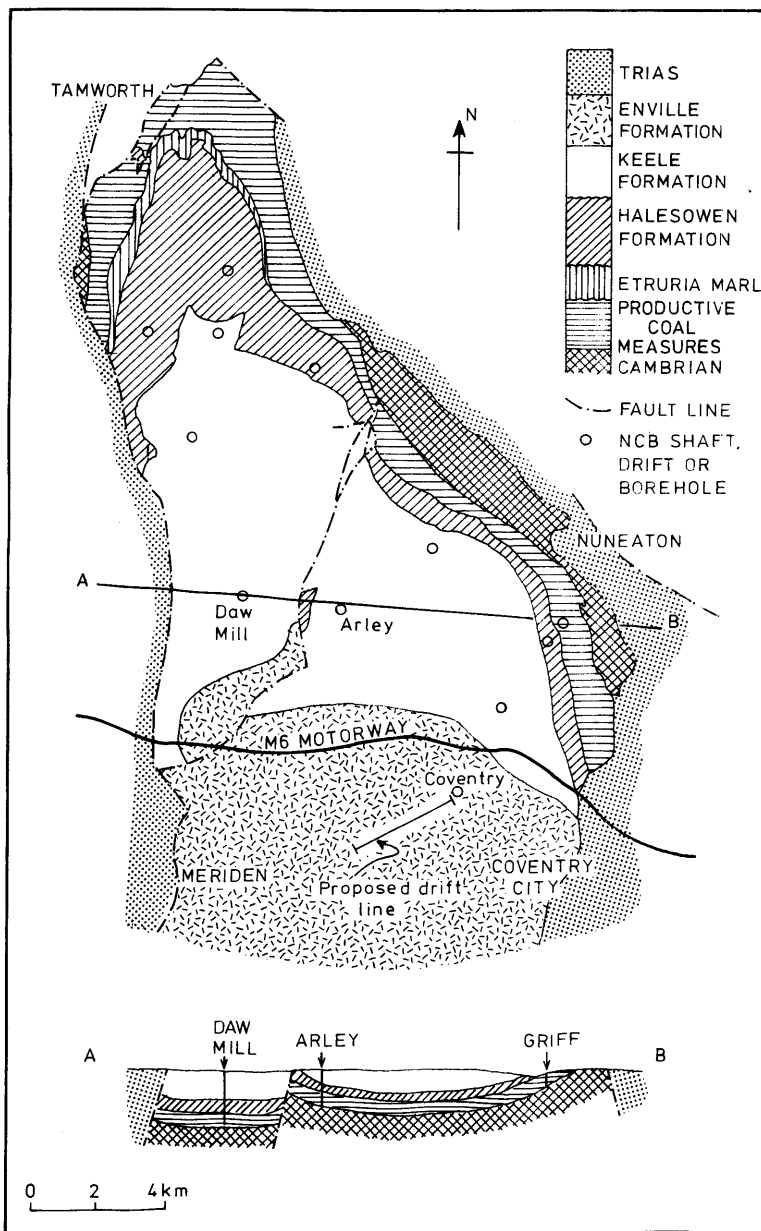 TAMWORTH
N
TRIAS
ENVILLE
FORMATION
KEELE
FORMATION
HALESOWEN
FORMATION
ETRURIA MARL
PRODUCTIVE
COAL
MEASURES
CAMBRIAN
FAULT LINE
NCB SHAFT,
DRIFT OR
BOREHOLE
NUNEATON
A
Daw
Mill
Arley
B
M6 MOTORWAY
Coventry
MERIDEN
Proposed drift
line
COVENTRY
CITY
A
DAW
MILL
ARLEY
GRIFF
B
0 2 4km